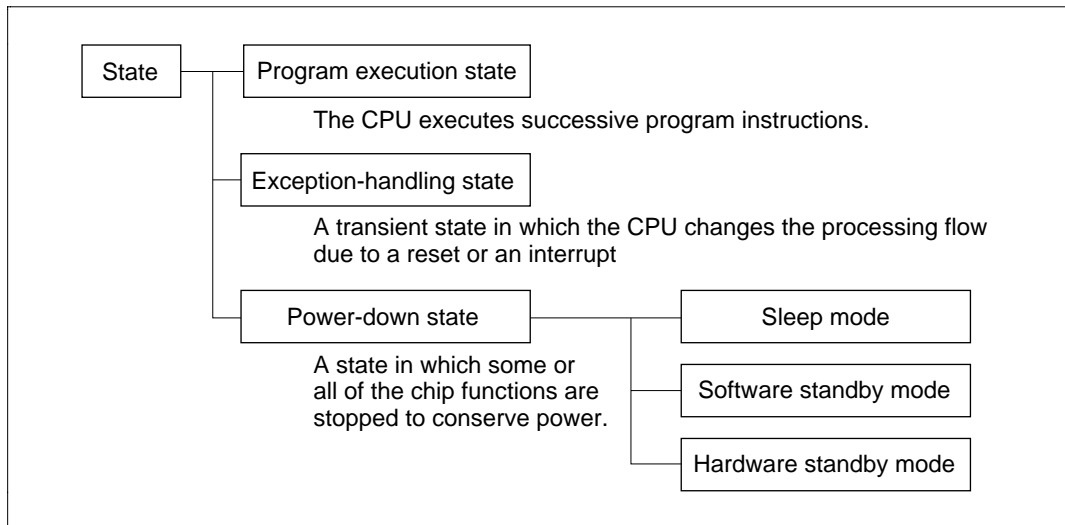 State
Program execution state
The CPU executes successive program instructions.
Exception-handling state
A transient state in which the CPU changes the processing flow
due to a reset or an interrupt
Power-down state
Sleep mode
A state in which some or
all of the chip functions are
stopped to conserve power.
Software standby mode
Hardware standby mode